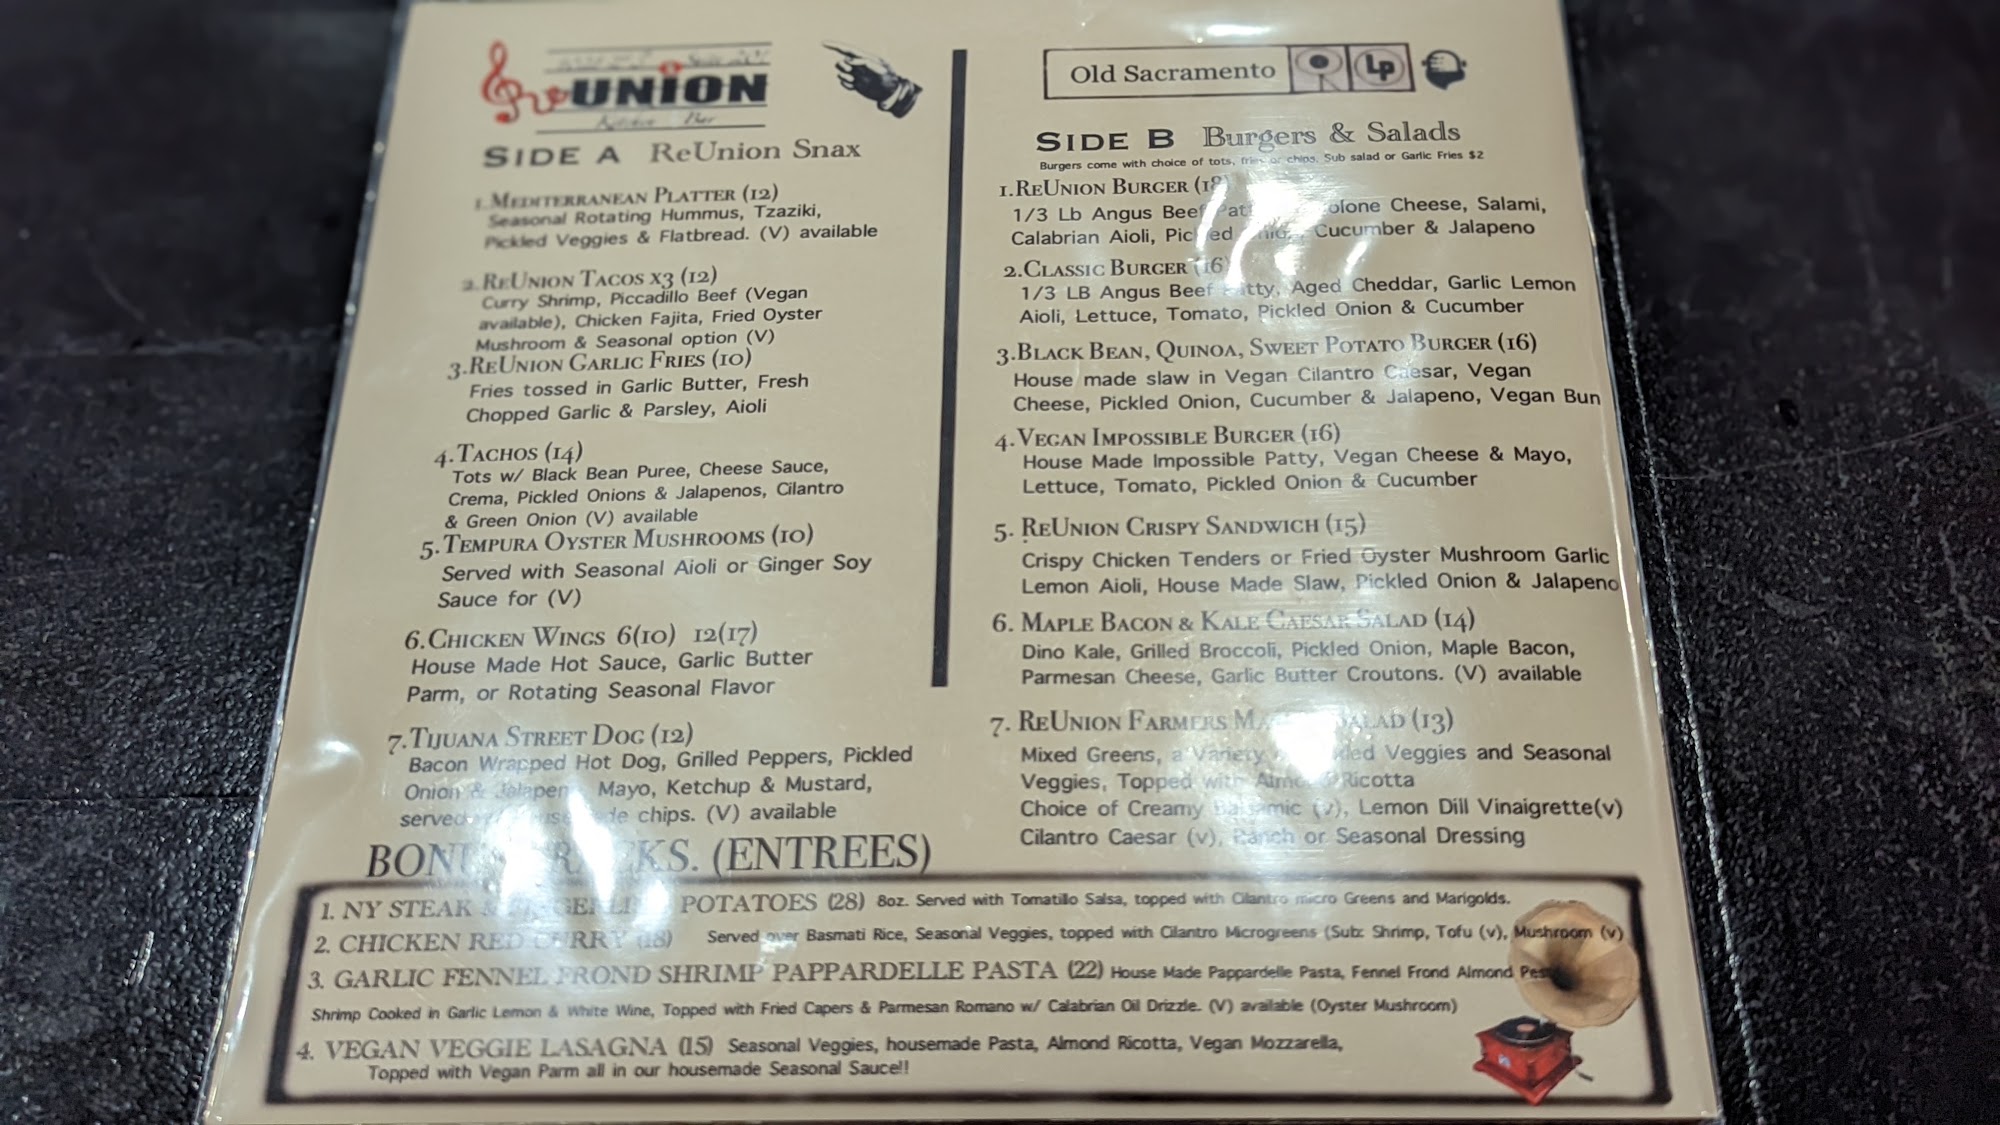 ReUNION
Kitchen Bar
SIDE A ReUnion Snax
1. MEDITERRANEAN PLATTER (12)
Seasonal Rotating Hummus, Tzaziki,
Pickled Veggies & Flatbread. (V) available
2. REUNION TACOS X3 (12)
Curry Shrimp, Piccadillo Beef (Vegan
available), Chicken Fajita, Fried Oyster
Mushroom & Seasonal option (V)
3. REUNION GARLIC FRIES (10)
Fries tossed in Garlic Butter, Fresh
Chopped Garlic & Parsley, Aioli
4. TACHOS (14)
Tots w/ Black Bean Puree, Cheese Sauce,
Crema, Pickled Onions & Jalapenos, Cilantro
& Green Onion (V) available
5. TEMPURA OYSTER MUSHROOMS (10)
Served with Seasonal Aioli or Ginger Soy
Sauce for (V)
6. CHICKEN WINGS 6(10) 12(17)
House Made Hot Sauce, Garlic Butter
Parm, or Rotating Seasonal Flavor
7. TIJUANA STREET DOG (12)
Bacon Wrapped Hot Dog, Grilled Peppers, Pickled
Onion & Mayo, Ketchup & Mustard,
served chips. (V) available
Old Sacramento LP
SIDE B Burgers & Salads
Burgers come with choice of tots, fries or chips. Sub salad or Garlic Fries $2
1. REUNION BURGER (18)
1/3 Lb Angus Beef Cheese, Salami,
Calabrian Aioli, Cucumber & Jalapeno
2. CLASSIC BURGER (16)
1/3 LB Angus Beef Patty, Aged Cheddar, Garlic Lemon
Aioli, Lettuce, Tomato, Pickled Onion & Cucumber
3. BLACK BEAN, QUINOA, SWEET POTATO BURGER (16)
House made slaw in Vegan Cilantro Caesar, Vegan
Cheese, Pickled Onion, Cucumber & Jalapeno, Vegan Bun
4. VEGAN IMPOSSIBLE BURGER (16)
House Made Impossible Patty, Vegan Cheese & Mayo,
Lettuce, Tomato, Pickled Onion & Cucumber
5. REUNION CRISPY SANDWICH (15)
Crispy Chicken Tenders or Fried Oyster Mushroom Garlic
Lemon Aioli, House Made Slaw, Pickled Onion & Jalapeno
6. MAPLE BACON & KALE CAESAR SALAD (14)
Dino Kale, Grilled Broccoli, Pickled Onion, Maple Bacon,
Parmesan Cheese, Garlic Butter Croutons. (V) available
7. REUNION FARMERS SALAD (13)
Mixed Greens, a Variety Veggies and Seasonal
Veggies, Topped with Almond Ricotta
Choice of Creamy Balsamic (v), Lemon Dill Vinaigrette(v)
Cilantro Caesar (v), Ranch or Seasonal Dressing
BONUS TRACKS. (ENTREES)
1. NY STEAK & FINGERLING POTATOES (28) 8oz. Served with Tomatillo Salsa, topped with Cilantro micro Greens and Marigolds.
2. CHICKEN RED CURRY (18) Served over Basmati Rice, Seasonal Veggies, topped with Cilantro Microgreens (Sub: Shrimp, Tofu (v), Mushroom (v)
3. GARLIC FENNEL FROND SHRIMP PAPPARDELLE PASTA (22) House Made Pappardelle Pasta, Fennel Frond Almond
Shrimp Cooked in Garlic Lemon & White Wine, Topped with Fried Capers & Parmesan Romano w/ Calabrian Oil Drizzle. (V) available (Oyster Mushroom)
4. VEGAN VEGGIE LASAGNA (15) Seasonal Veggies, housemade Pasta, Almond Ricotta, Vegan Mozzarella,
Topped with Vegan Parm all in our housemade Seasonal Sauce!!